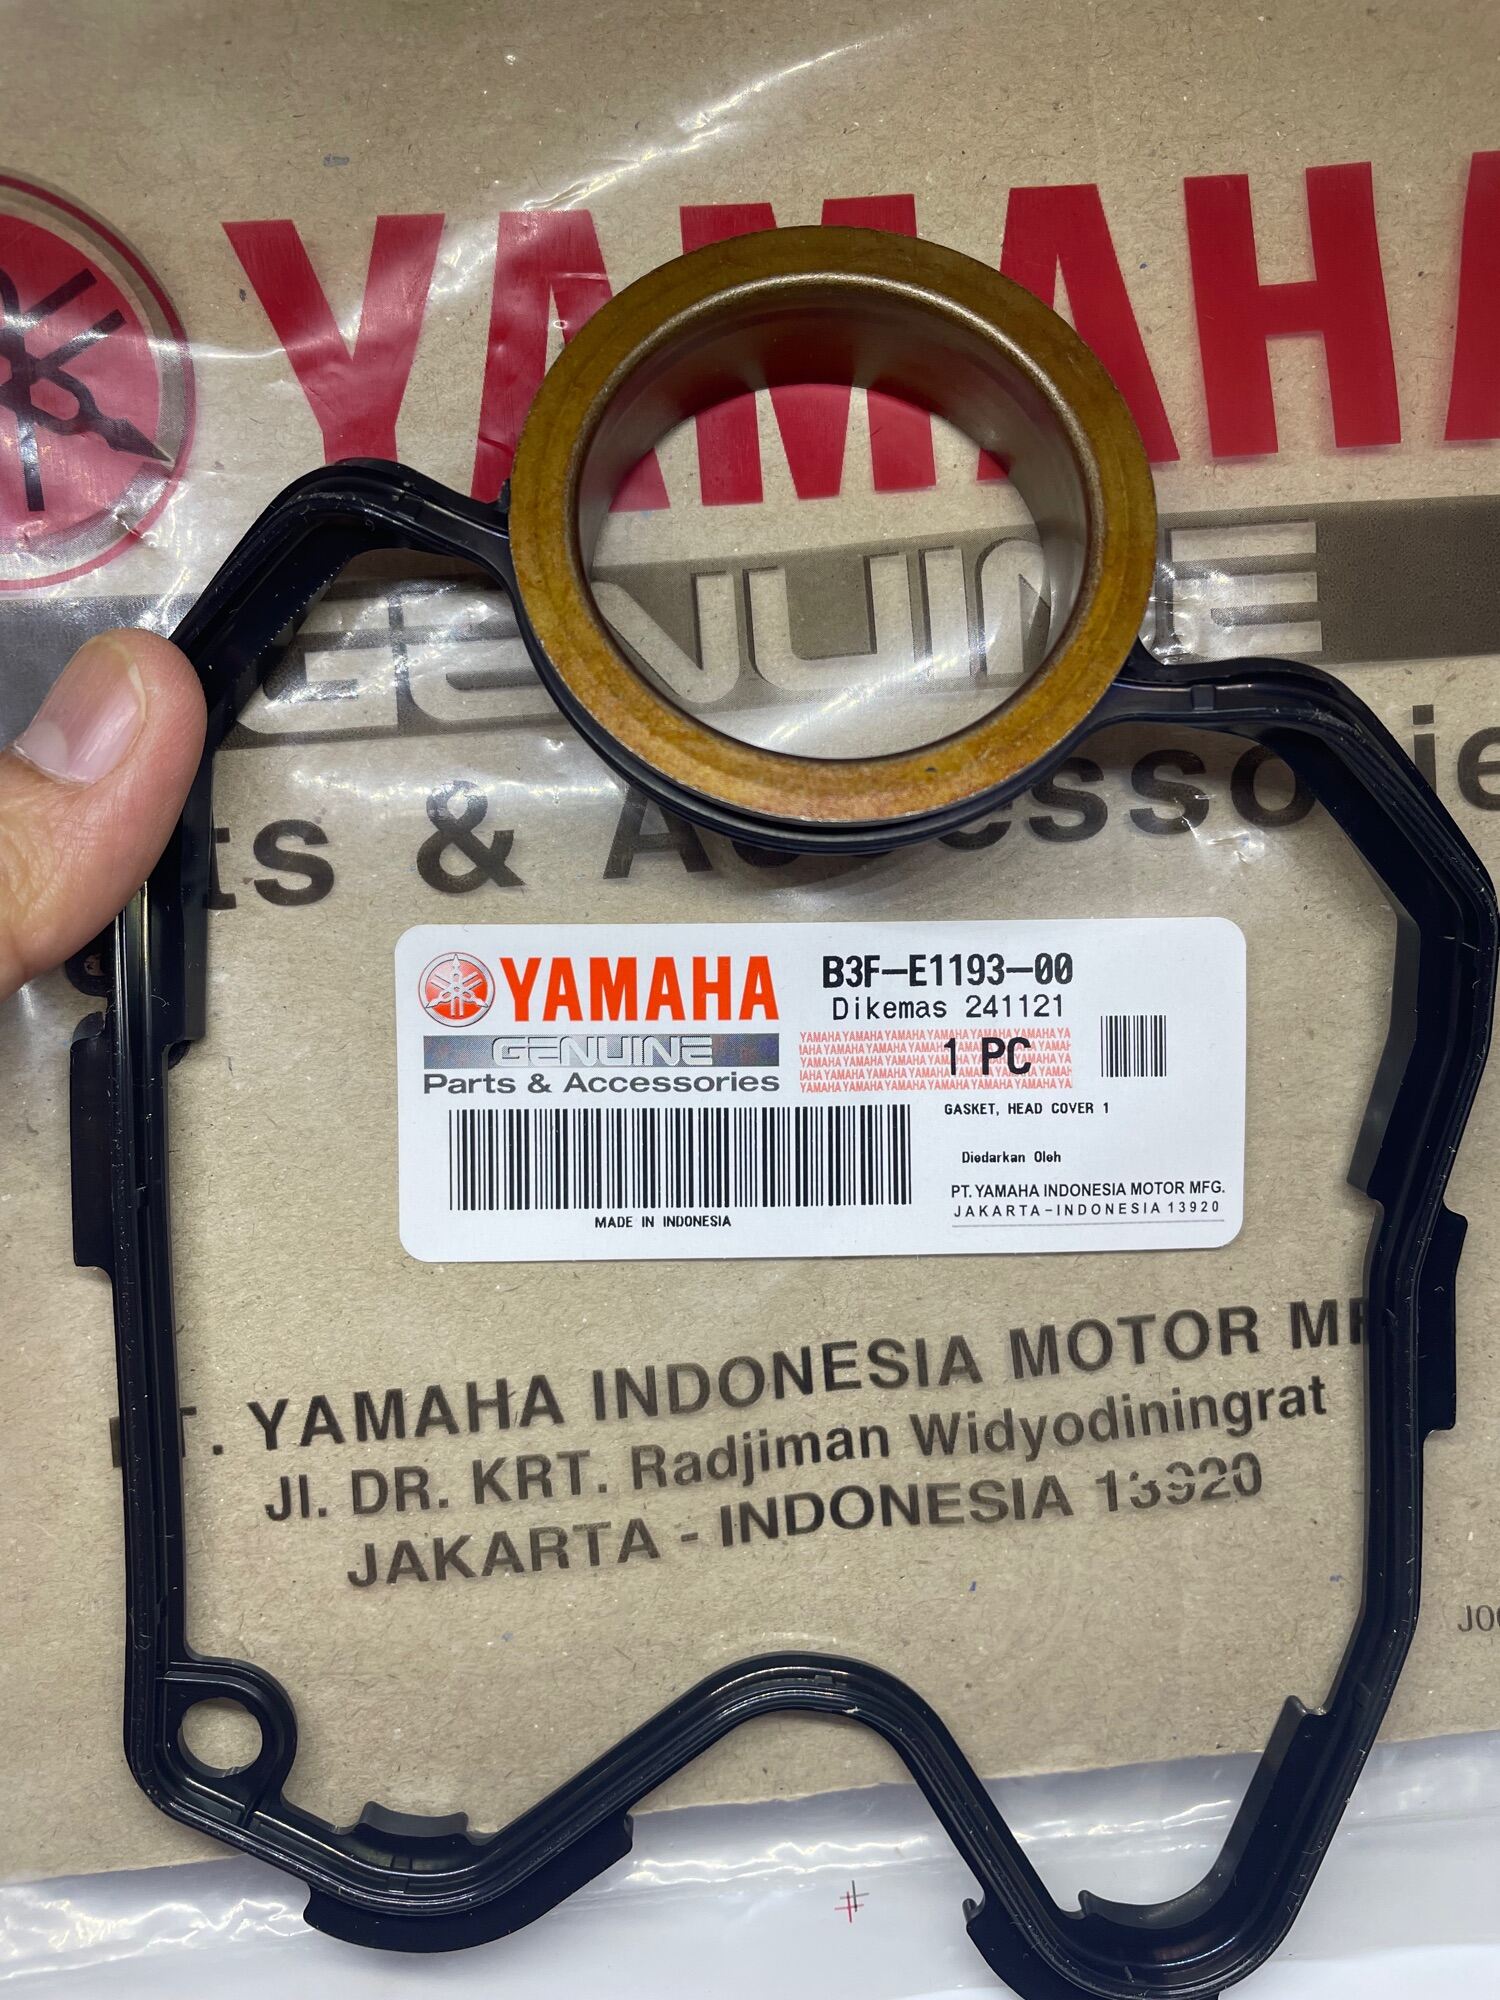 YAMAHA
GENUINE
ts & Accessorie
YAMAHA
GENUINE
Parts & Accessories
B3F-E1193-00
Dikemas 241121
1 PC
GASKET, HEAD COVER 1
Diedarkan Oleh
PT. YAMAHA INDONESIA MOTOR MFG.
JAKARTA-INDONESIA 13920
MADE IN INDONESIA
T. YAMAHA INDONESIA MOTOR MF
Jl. DR. KRT. Radjiman Widyodiningrat
JAKARTA - INDONESIA 13920